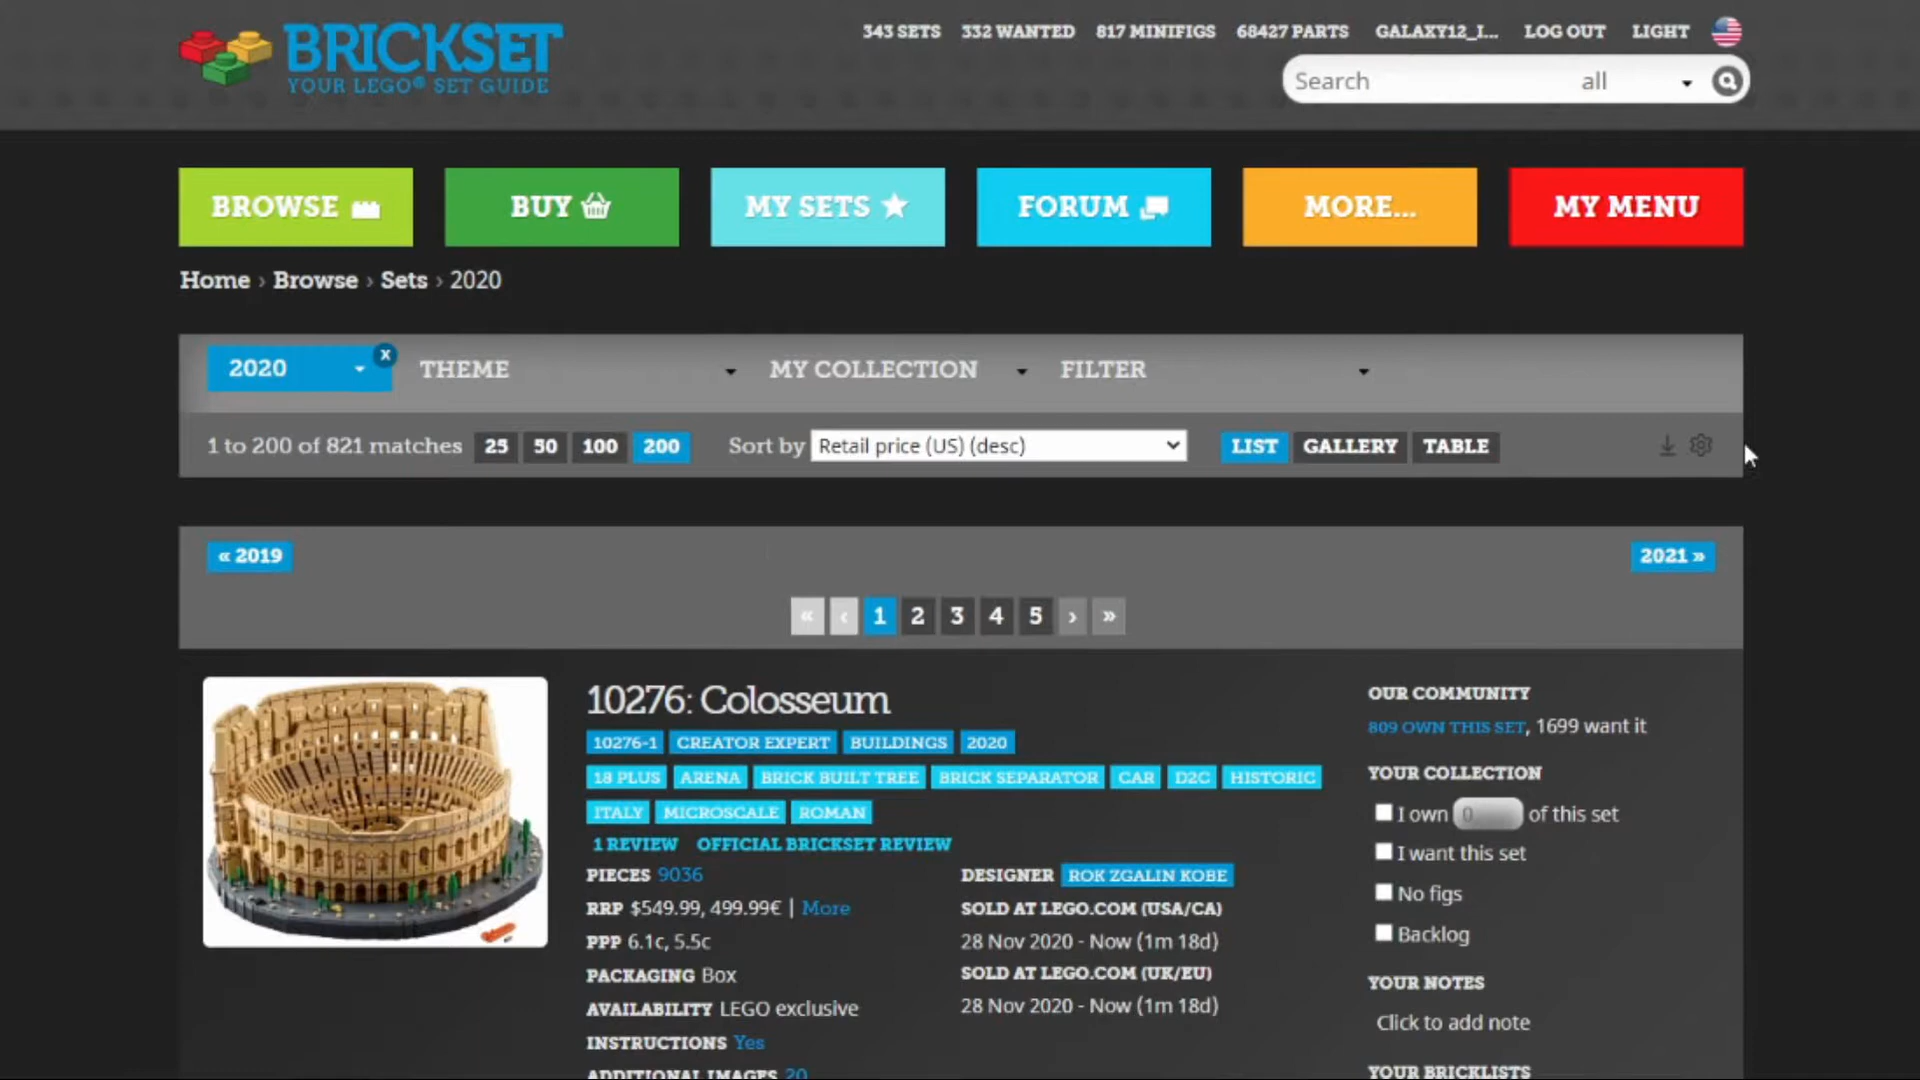 BRICKSET
YOUR LEGO® SET GUIDE
343 SETS 332 WANTED 817 MINIFIGS 68427 PARTS GALAXY12_I... LOG OUT LIGHT
Search all
BROWSE BUY MY SETS FORUM MORE... MY MENU
Home › Browse › Sets › 2020
2020 x THEME MY COLLECTION FILTER
1 to 200 of 821 matches 25 50 100 200 Sort by Retail price (US) (desc) LIST GALLERY TABLE
« 2019 2021 »
« ‹ 1 2 3 4 5 › »
10276: Colosseum
10276-1 CREATOR EXPERT BUILDINGS 2020
18 PLUS ARENA BRICK BUILT TREE BRICK SEPARATOR CAR D2C HISTORIC
ITALY MICROSCALE ROMAN
1 REVIEW OFFICIAL BRICKSET REVIEW
PIECES 9036
RRP $549.99, 499.99€ | More
PPP 6.1c, 5.5c
PACKAGING Box
AVAILABILITY LEGO exclusive
INSTRUCTIONS Yes
ADDITIONAL IMAGES 20
DESIGNER ROK ZGALIN KOBE
SOLD AT LEGO.COM (USA/CA)
28 Nov 2020 - Now (1m 18d)
SOLD AT LEGO.COM (UK/EU)
28 Nov 2020 - Now (1m 18d)
OUR COMMUNITY
809 OWN THIS SET, 1699 want it
YOUR COLLECTION
I own 0 of this set
I want this set
No figs
Backlog
YOUR NOTES
Click to add note
YOUR BRICKLISTS